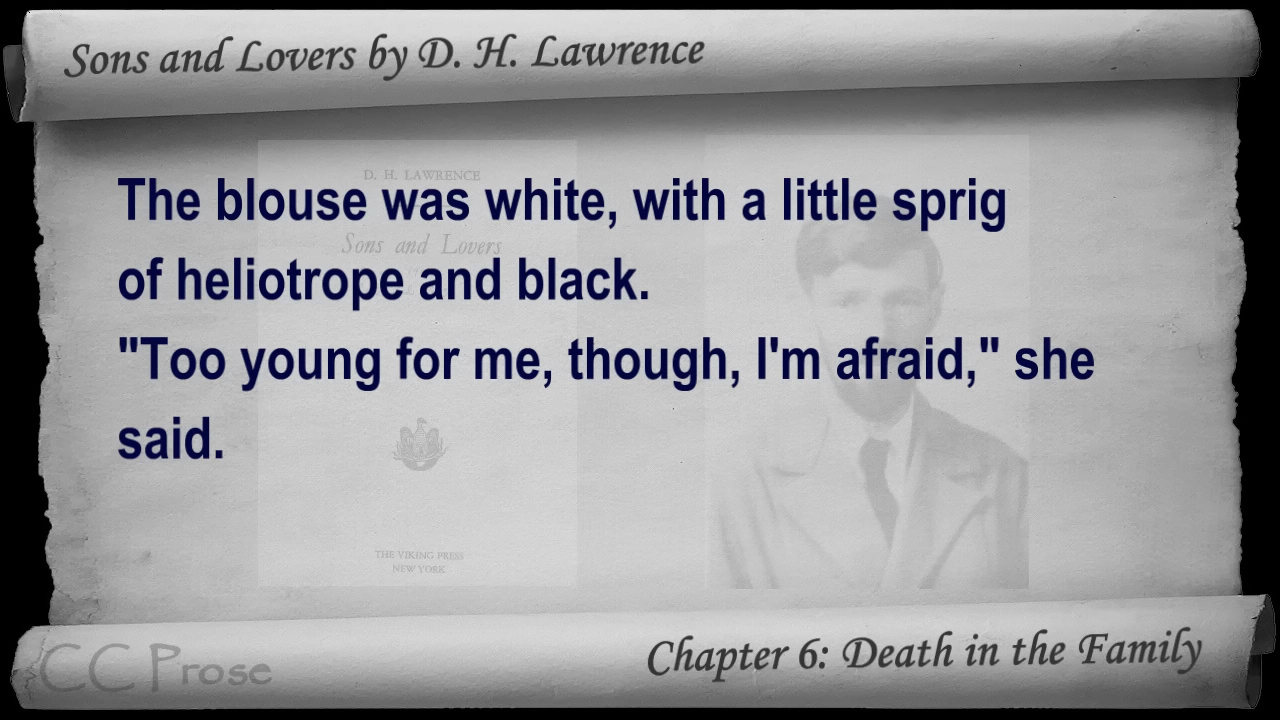 Sons and Lovers by D. H. Lawrence
D. H. LAWRENCE
The blouse was white, with a little sprig
Sons and Lovers
of heliotrope and black.
"Too young for me, though, I'm afraid," she
said.
THE VIKING PRESS
NEW YORK
CC Prose
Chapter 6: Death in the Family